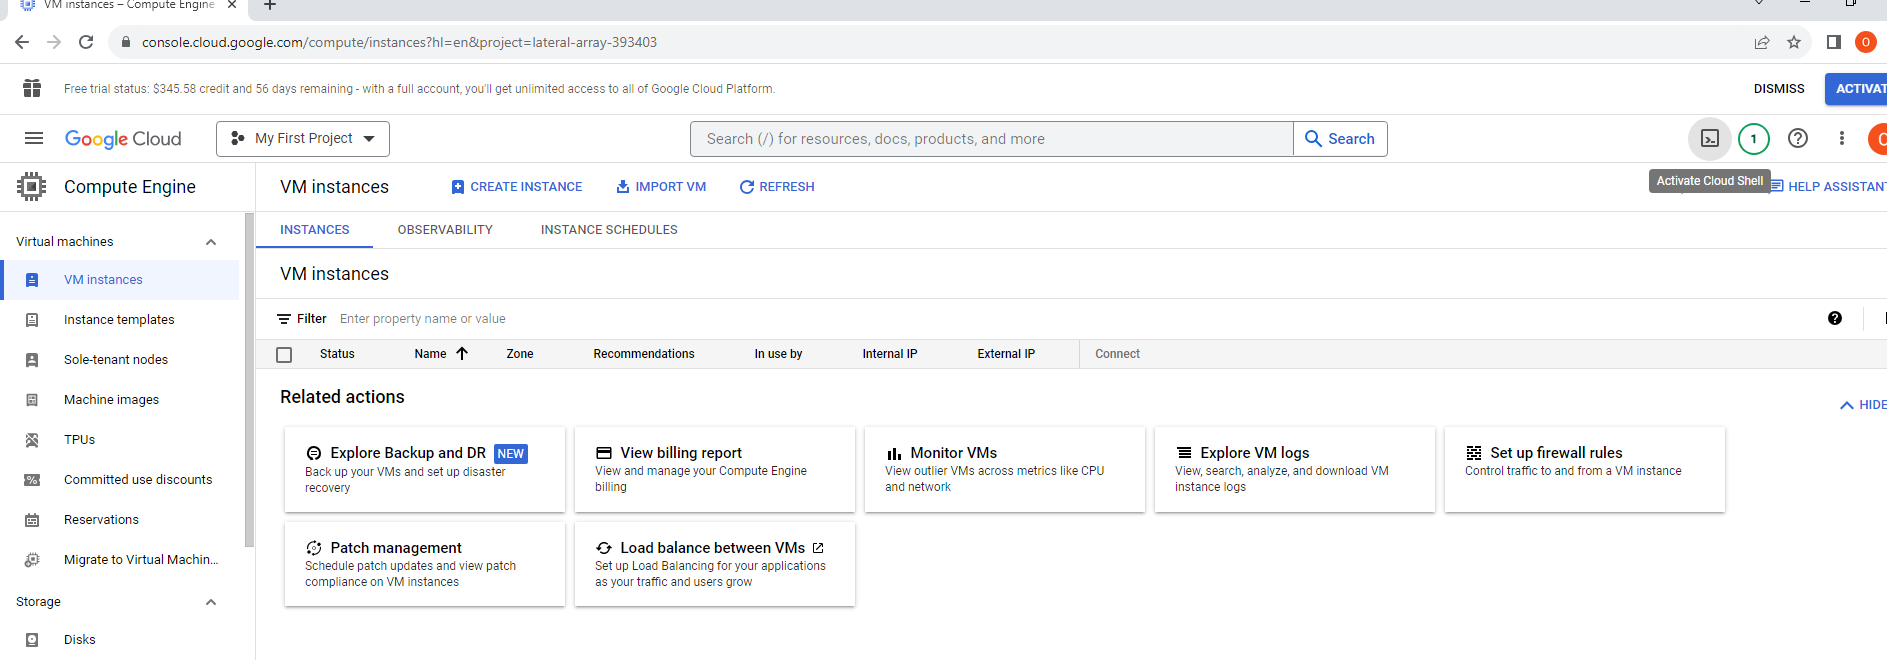 VM instances – Compute Engine
console.cloud.google.com/compute/instances?hl=en&project=lateral-array-393403
O
Free trial status: $345.58 credit and 56 days remaining - with a full account, you'll get unlimited access to all of Google Cloud Platform.
DISMISS
ACTIVAT
Google Cloud
My First Project
Search (/) for resources, docs, products, and more
Search
1
Compute Engine
VM instances
CREATE INSTANCE
IMPORT VM
REFRESH
Activate Cloud Shell
HELP ASSISTANT
Virtual machines
VM instances
Instance templates
Sole-tenant nodes
Machine images
TPUs
Committed use discounts
Reservations
Migrate to Virtual Machin...
Storage
Disks
INSTANCES
OBSERVABILITY
INSTANCE SCHEDULES
VM instances
Filter
Enter property name or value
Status
Name
Zone
Recommendations
In use by
Internal IP
External IP
Connect
Related actions
HIDE
Explore Backup and DR NEW
Back up your VMs and set up disaster
recovery
View billing report
View and manage your Compute Engine
billing
Monitor VMs
View outlier VMs across metrics like CPU
and network
Explore VM logs
View, search, analyze, and download VM
instance logs
Set up firewall rules
Control traffic to and from a VM instance
Patch management
Schedule patch updates and view patch
compliance on VM instances
Load balance between VMs
Set up Load Balancing for your applications
as your traffic and users grow